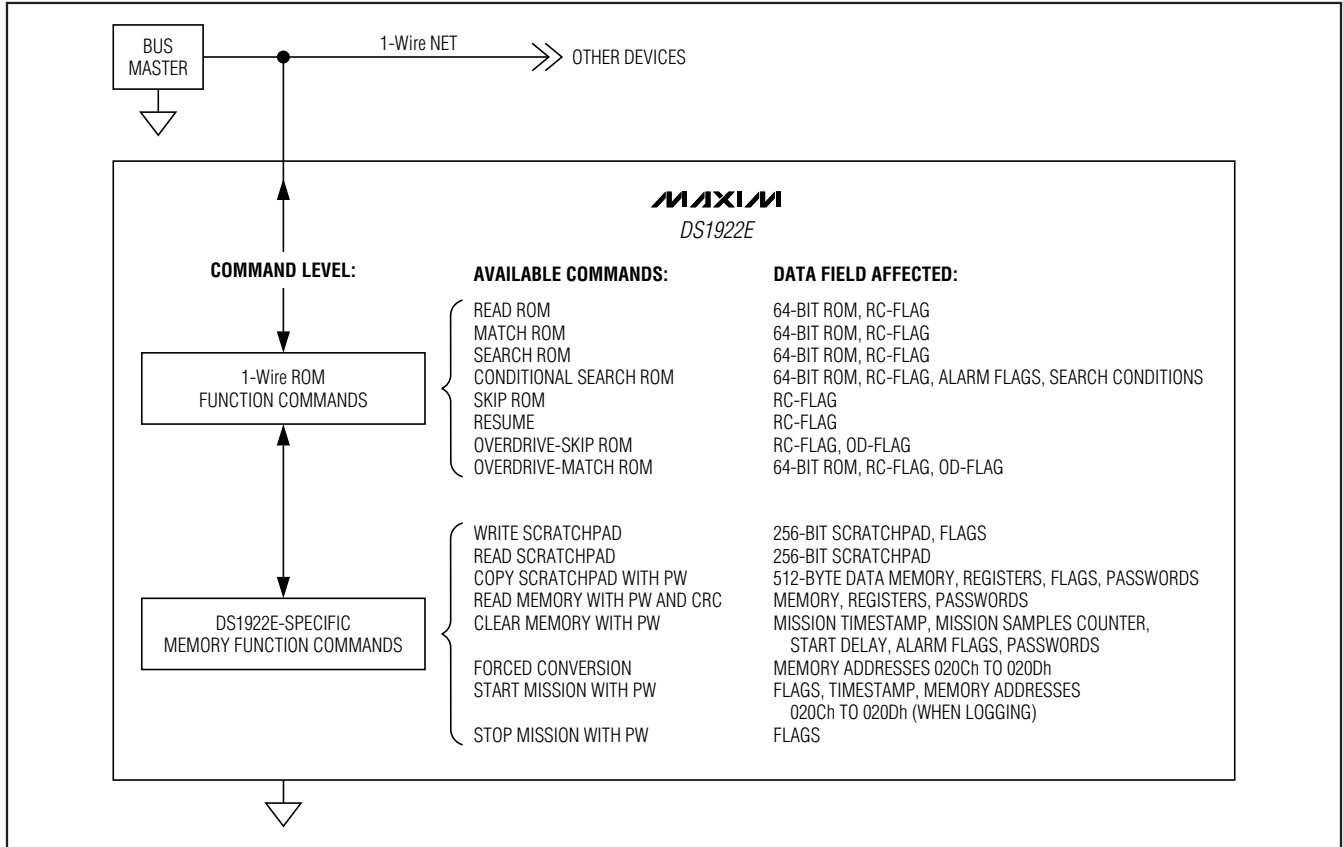 BUS
MASTER
1-Wire NET
OTHER DEVICES
MAXIM
DS1922E
COMMAND LEVEL:
AVAILABLE COMMANDS:
DATA FIELD AFFECTED:
1-Wire ROM
FUNCTION COMMANDS
READ ROM 64-BIT ROM, RC-FLAG
MATCH ROM 64-BIT ROM, RC-FLAG
SEARCH ROM 64-BIT ROM, RC-FLAG
CONDITIONAL SEARCH ROM 64-BIT ROM, RC-FLAG, ALARM FLAGS, SEARCH CONDITIONS
SKIP ROM RC-FLAG
RESUME RC-FLAG
OVERDRIVE-SKIP ROM RC-FLAG, OD-FLAG
OVERDRIVE-MATCH ROM 64-BIT ROM, RC-FLAG, OD-FLAG
DS1922E-SPECIFIC
MEMORY FUNCTION COMMANDS
WRITE SCRATCHPAD 256-BIT SCRATCHPAD, FLAGS
READ SCRATCHPAD 256-BIT SCRATCHPAD
COPY SCRATCHPAD WITH PW 512-BYTE DATA MEMORY, REGISTERS, FLAGS, PASSWORDS
READ MEMORY WITH PW AND CRC MEMORY, REGISTERS, PASSWORDS
CLEAR MEMORY WITH PW MISSION TIMESTAMP, MISSION SAMPLES COUNTER,
START DELAY, ALARM FLAGS, PASSWORDS
FORCED CONVERSION MEMORY ADDRESSES 020Ch TO 020Dh
START MISSION WITH PW FLAGS, TIMESTAMP, MEMORY ADDRESSES
020Ch TO 020Dh (WHEN LOGGING)
STOP MISSION WITH PW FLAGS